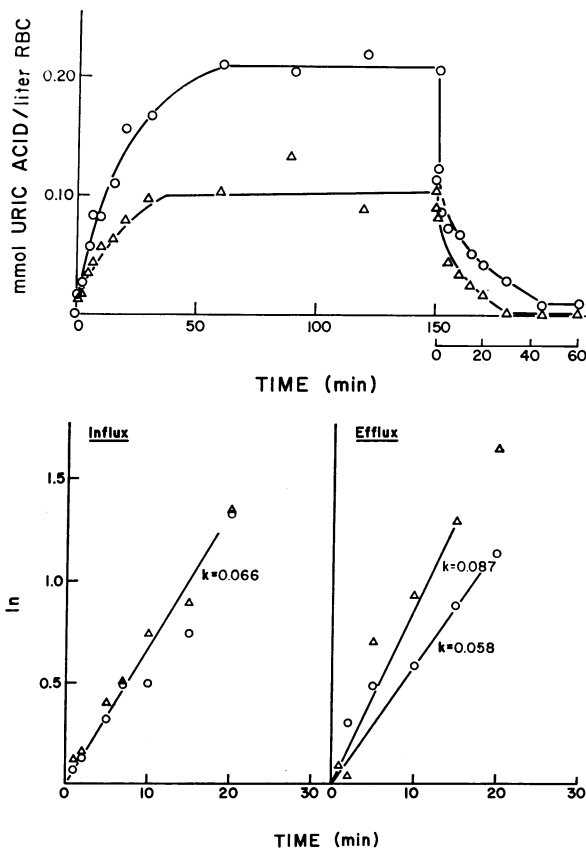 mmol URIC ACID/liter RBC
0.20
0.10
0
0 50 100 150
0 20 40 60
TIME (min)
Influx
Efflux
ln
1.5
1.0
0.5
k=0.066
k=0.087
k=0.058
0 10 20 30
0 10 20 30
TIME (min)